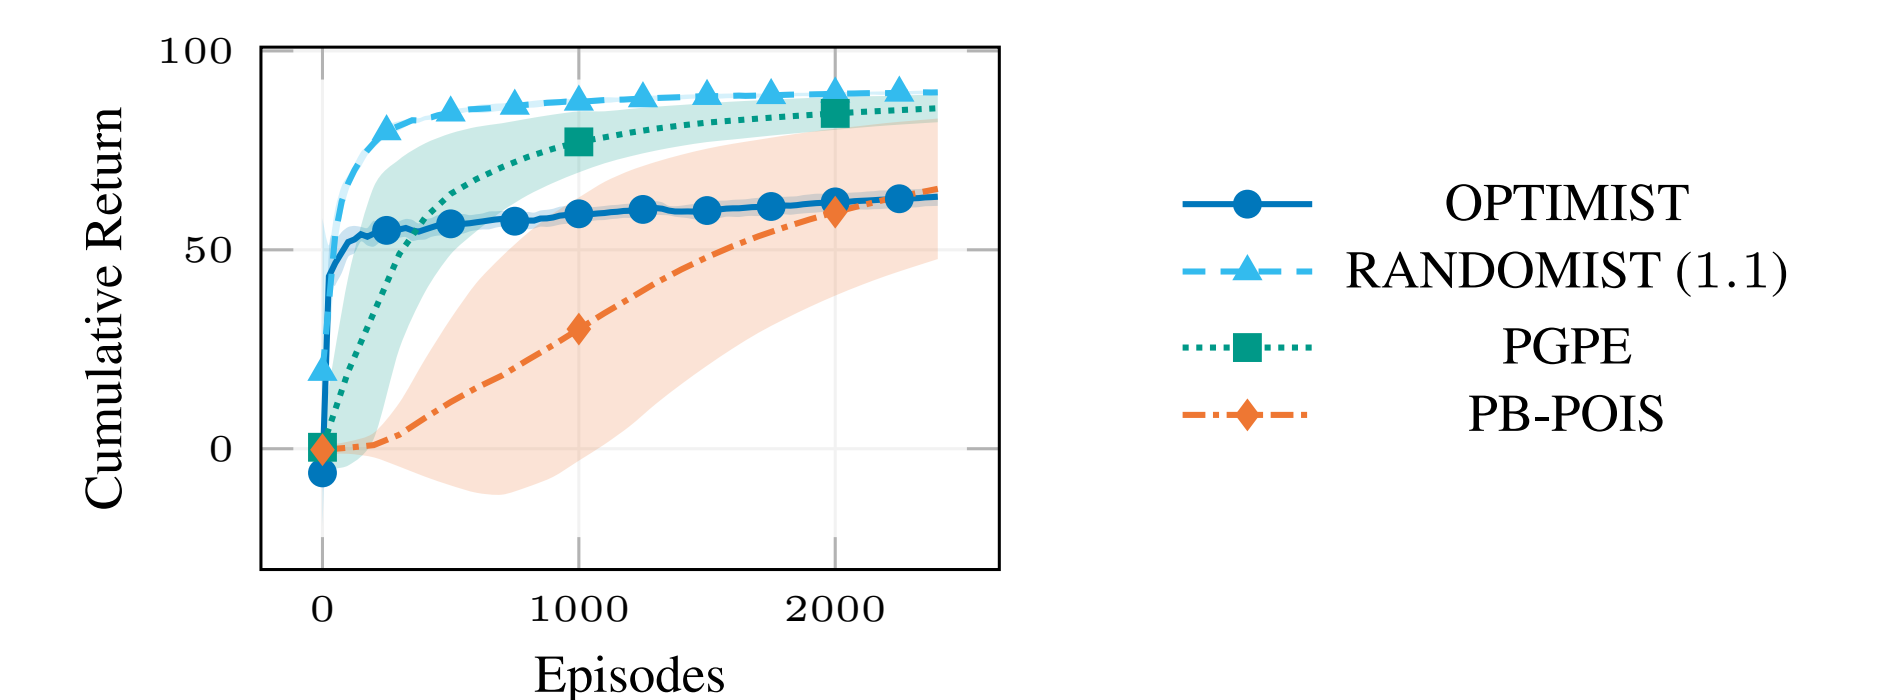 100
50
0
0 1000 2000
Cumulative Return
Episodes
OPTIMIST
RANDOMIST (1.1)
PGPE
PB-POIS